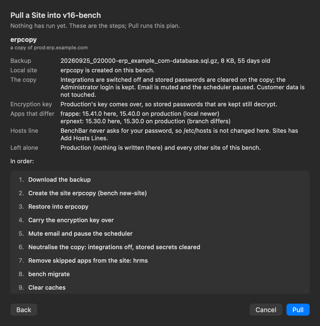 Pull a Site into v16-bench
Nothing has run yet. These are the steps; Pull runs this plan.
erpcopy
a copy of prod:erp.example.com
Backup 20260925_020000-erp_example_com-database.sql.gz, 8 KB, 55 days old
Local site erpcopy is created on this bench.
The copy Integrations are switched off and stored passwords are cleared on the copy; the
Administrator login is kept. Email is muted and the scheduler paused. Customer data is
not touched.
Encryption key Production's key comes over, so stored passwords that are kept still decrypt.
Apps that differ frappe: 15.41.0 here, 15.40.0 on production (local newer)
erpnext: 15.30.0 here, 15.30.0 on production (branch differs)
Hosts line BenchBar never asks for your password, so /etc/hosts is not changed here. Sites has
Add Hosts Lines.
Left alone Production (nothing is written there) and every other site of this bench.
In order:
1. Download the backup
2. Create the site erpcopy (bench new-site)
3. Restore into erpcopy
4. Carry the encryption key over
5. Mute email and pause the scheduler
6. Neutralise the copy: integrations off, stored secrets cleared
7. Remove skipped apps from the site: hrms
8. bench migrate
9. Clear caches
Back Cancel Pull